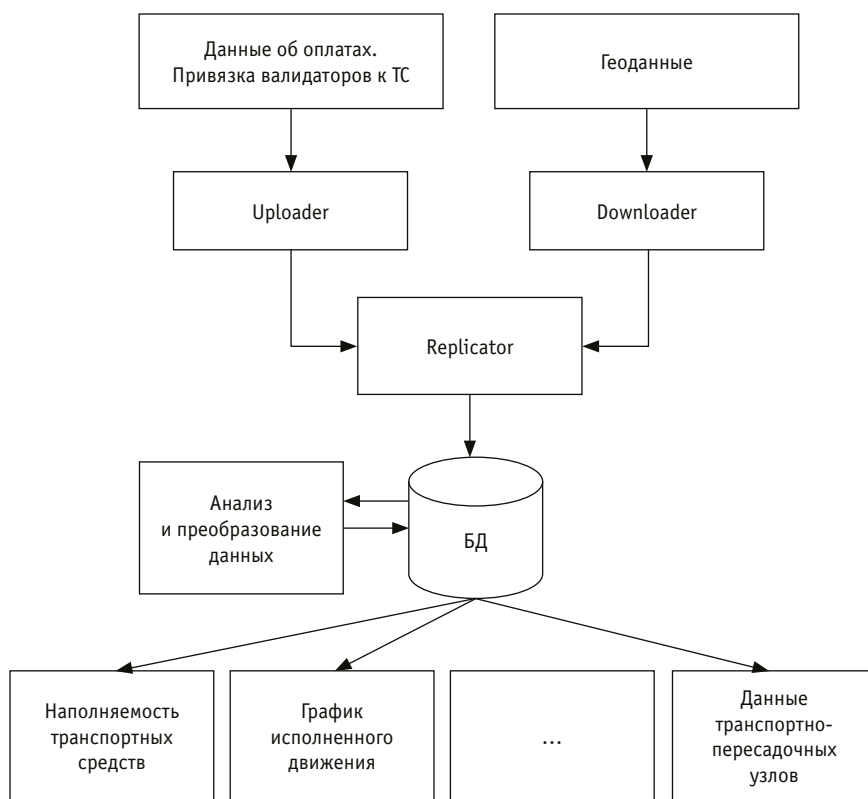 Данные об оплатах.
Привязка валидаторов к ТС
Геоданные
Uploader
Downloader
Replicator
Анализ
и преобразование
данных
БД
Наполняемость
транспортных
средств
График
исполненного
движения
...
Данные
транспортно-
пересадочных
узлов